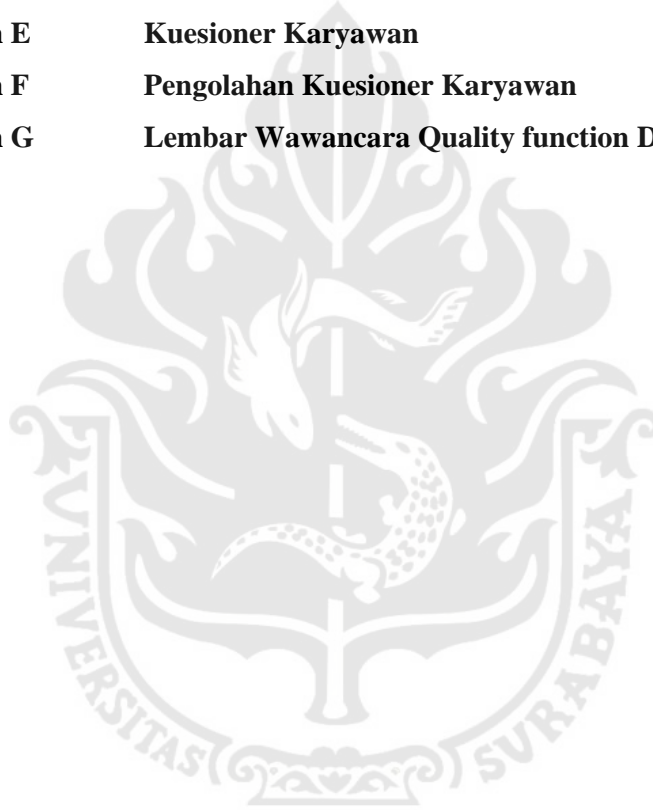 n E Kuesioner Karyawan
n F Pengolahan Kuesioner Karyawan
n G Lembar Wawancara Quality function D
UNIVERSITAS SURABAYA